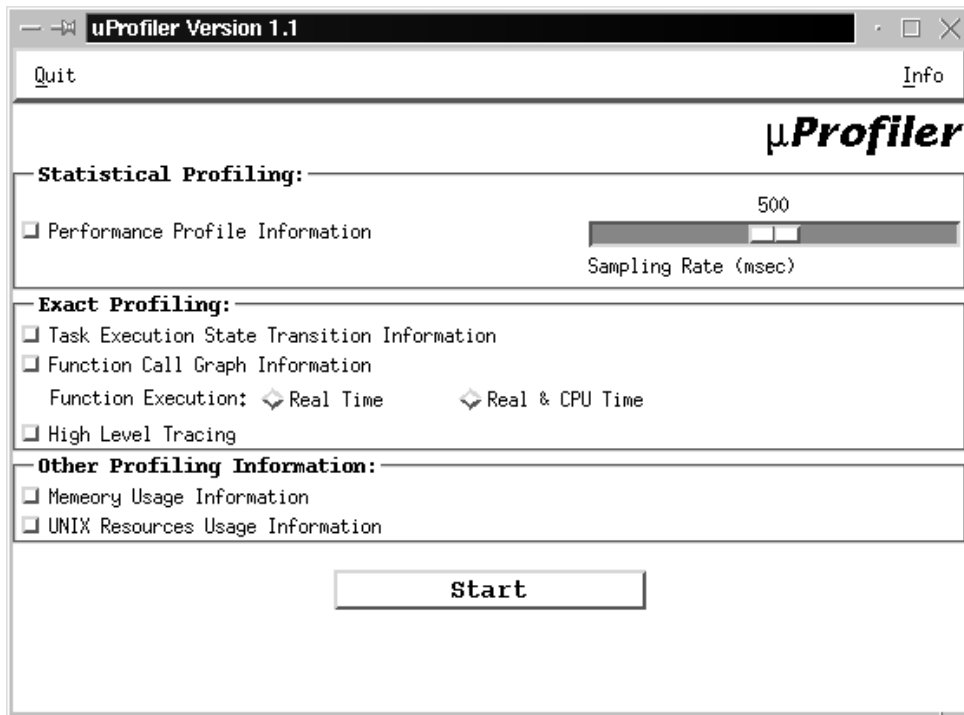 uProfiler Version 1.1
Quit Info
μProfiler
Statistical Profiling:
500
Performance Profile Information
Sampling Rate (msec)
Exact Profiling:
Task Execution State Transition Information
Function Call Graph Information
Function Execution: Real Time Real & CPU Time
High Level Tracing
Other Profiling Information:
Memeory Usage Information
UNIX Resources Usage Information
Start